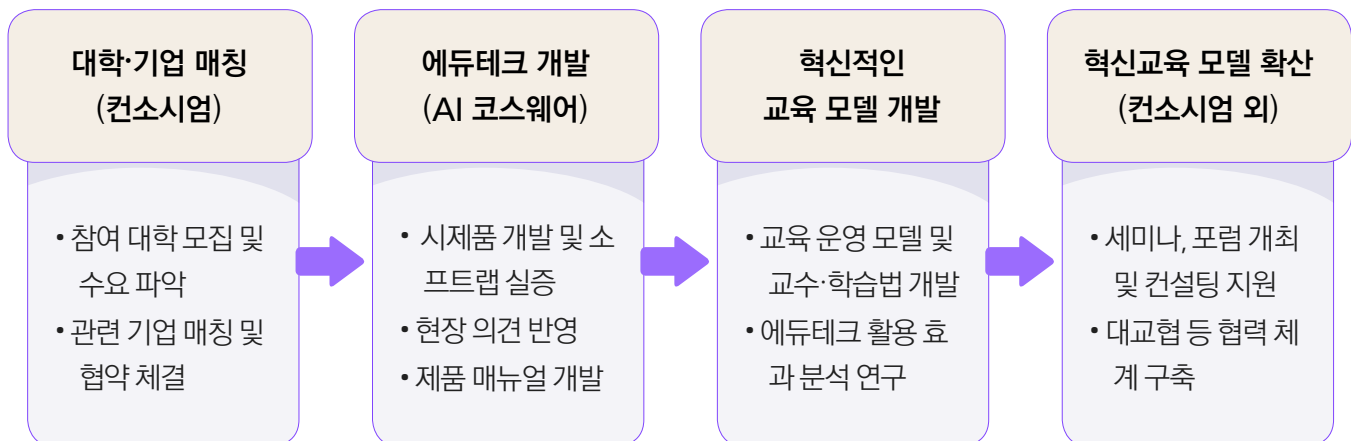 대학·기업 매칭
(컨소시엄)
• 참여 대학 모집 및
수요 파악
• 관련 기업 매칭 및
협약 체결
에듀테크 개발
(AI 코스웨어)
• 시제품 개발 및 소
프트랩 실증
• 현장 의견 반영
• 제품 매뉴얼 개발
혁신적인
교육 모델 개발
• 교육 운영 모델 및
교수·학습법 개발
• 에듀테크 활용 효
과 분석 연구
혁신교육 모델 확산
(컨소시엄 외)
• 세미나, 포럼 개최
및 컨설팅 지원
• 대교협 등 협력 체
계 구축